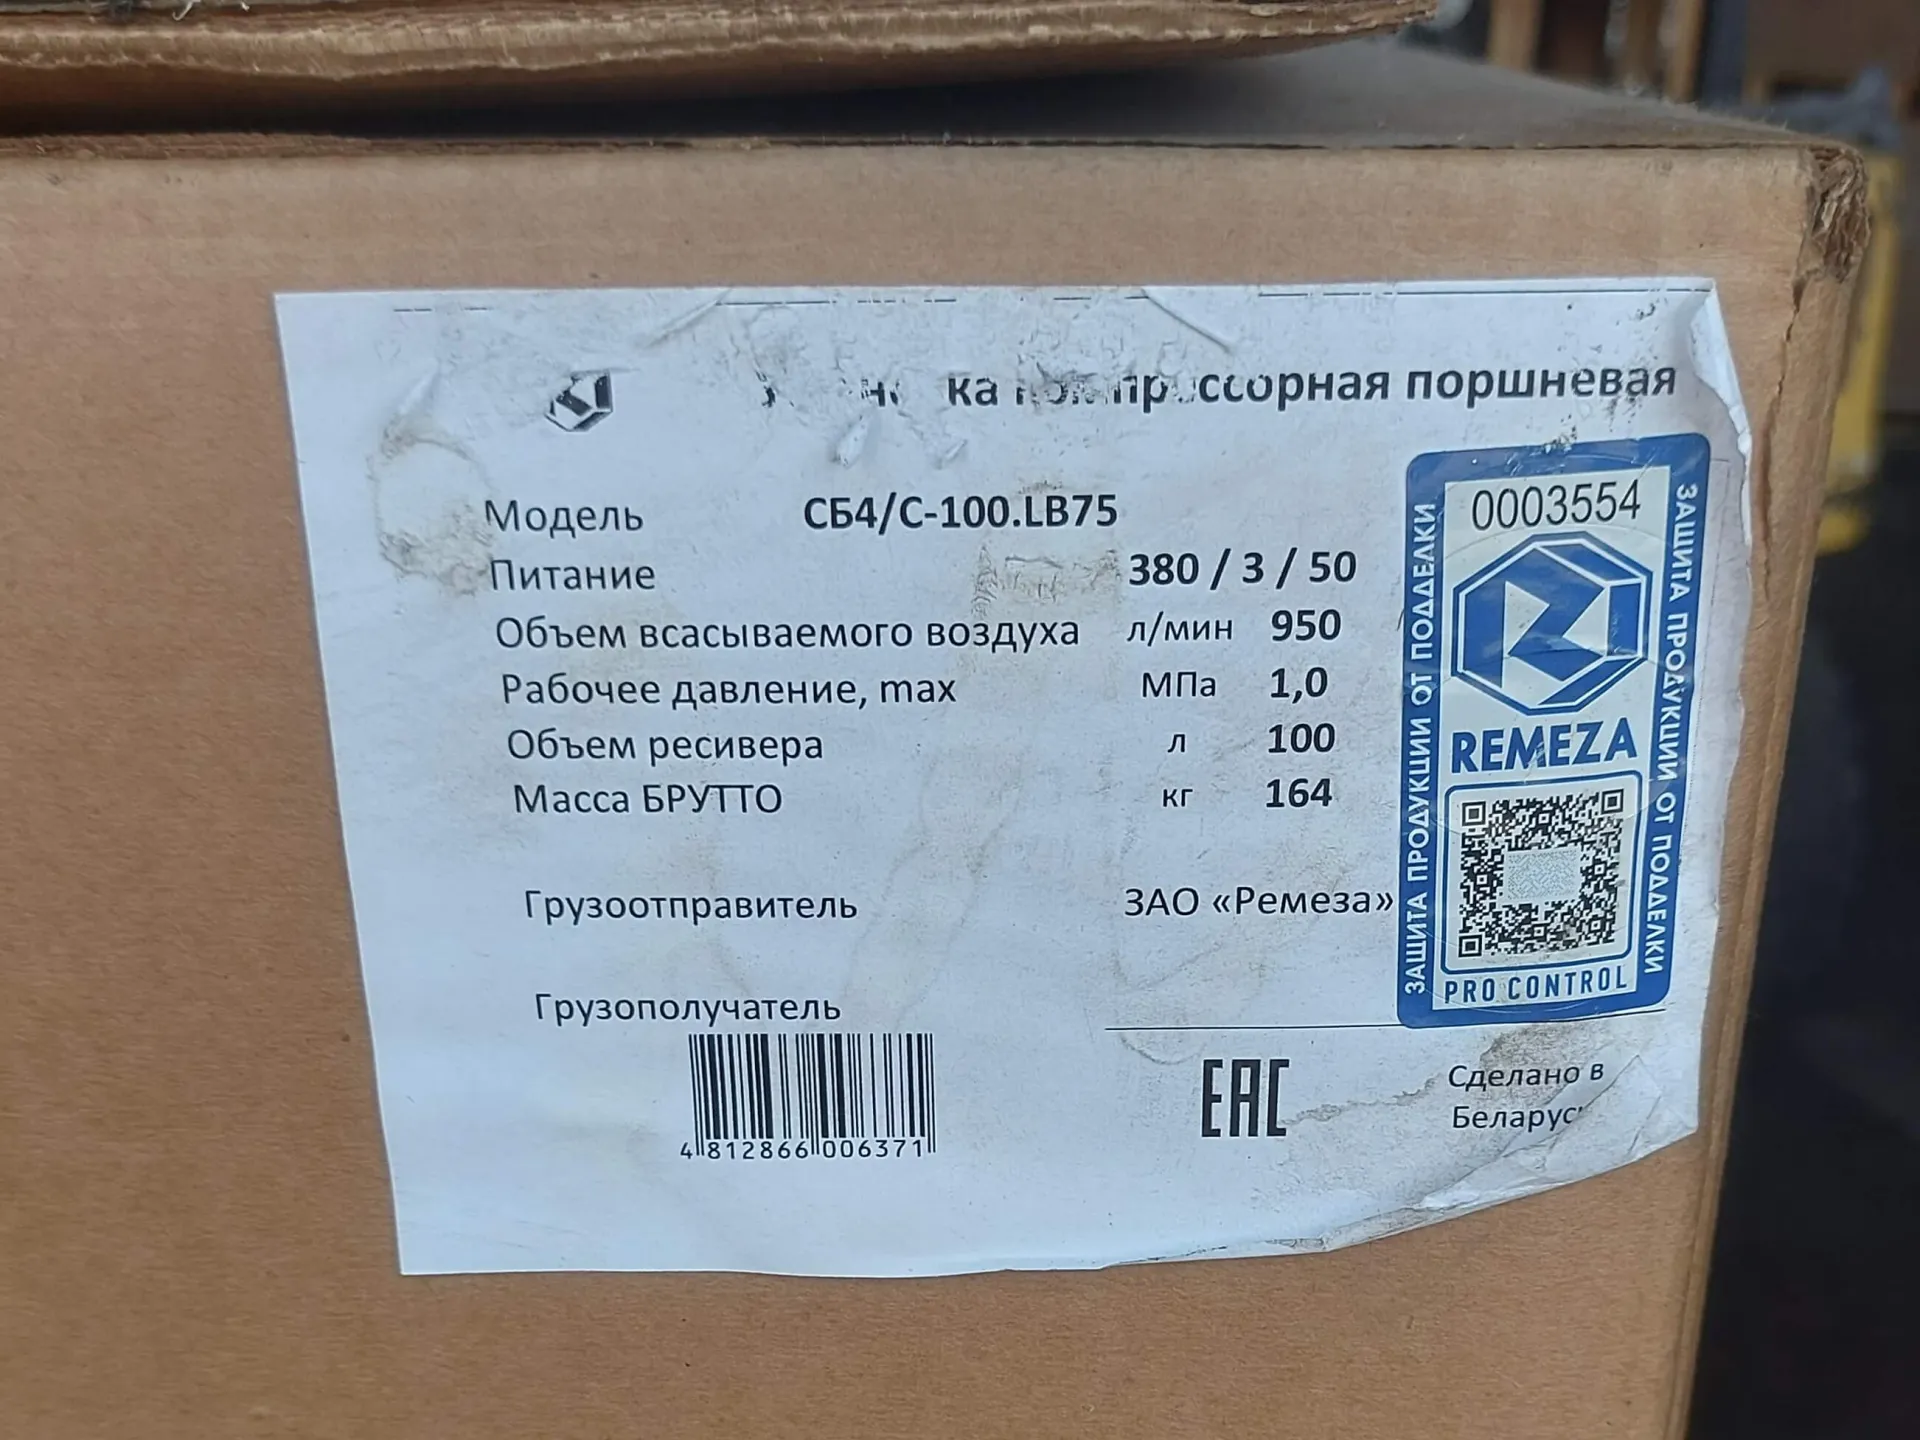 поршневая
Модель СБ4/С-100.LB75
Питание 380 / 3 / 50
Объем всасываемого воздуха л/мин 950
Рабочее давление, max МПа 1,0
Объем ресивера л 100
Масса БРУТТО кг 164
Грузоотправитель ЗАО «Ремеза»
Грузополучатель
4 812866 006371
EAC
Сделано в
0003554
REMEZA
PRO CONTROL
ЗАЩИТА ПРОДУКЦИИ ОТ ПОДДЕЛКИ
ЗАЩИТА ПРОДУКЦИИ ОТ ПОДДЕЛКИ